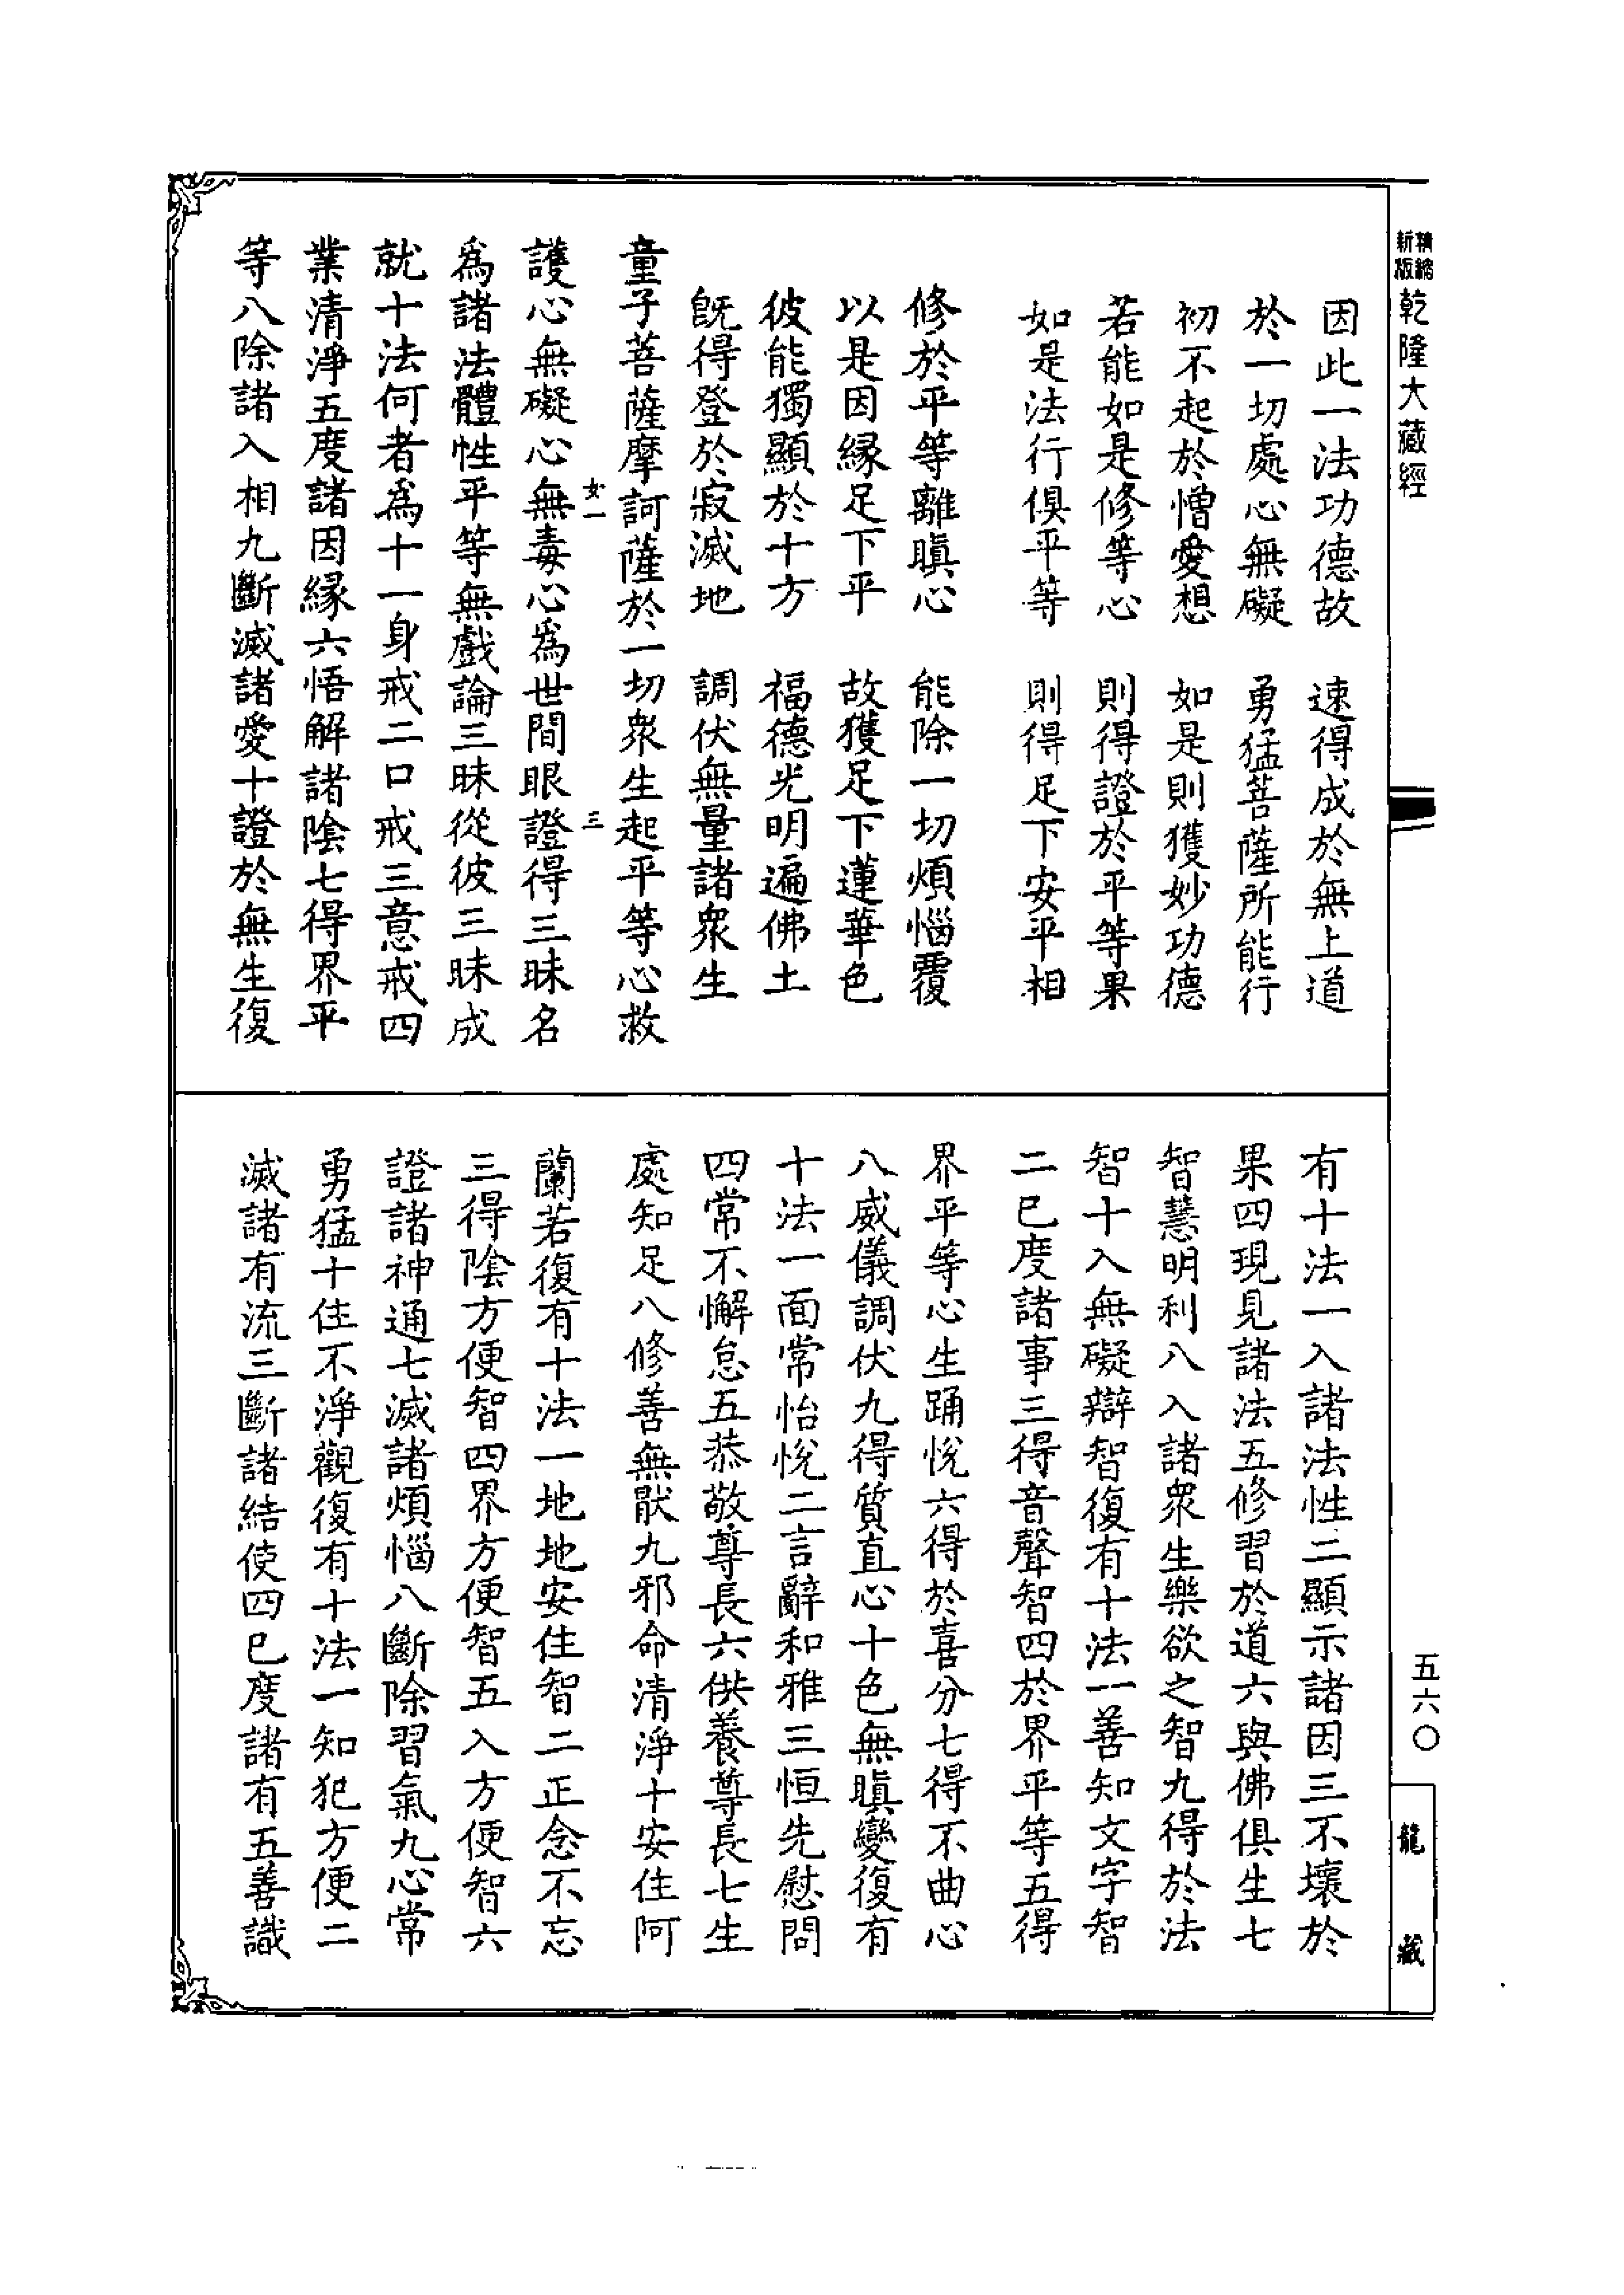 精縮
新版
乾隆大藏經
因此一法功德故　速得成於無上道
於一切處心無礙　勇猛菩薩所能行
初不起於憎愛想　如是則獲妙功德
若能如是修等心　則得證於平等果
如是法行俱平等　則得足下安平相
修於平等離瞋心　能除一切煩惱覆
以是因緣足下平　故獲足下蓮華色
彼能獨顯於十方　福德光明遍佛土
旣得登於寂滅地　調伏無量諸衆生
童子菩薩摩訶薩於一切衆生起平等心救
女一　三
護心無礙心無毒心爲世間眼證得三昧名
爲諸法體性平等無戲論三昧從彼三昧成
就十法何者爲十一身戒二口戒三意戒四
業清淨五度諸因緣六悟解諸陰七得界平
等八除諸入相九斷滅諸愛十證於無生復
有十法一入諸法性二顯示諸因三不壞於
果四現見諸法五修習於道六與佛俱生七
智慧明利八入諸衆生樂欲之智九得於法
智十入無礙辯智復有十法一善知文字智
二已度諸事三得音聲智四於界平等五得
界平等心生踊悅六得於喜分七得不曲心
八威儀調伏九得質直心十色無瞋變復有
十法一面常怡悅二言辭和雅三恒先慰問
四常不懈怠五恭敬尊長六供養尊長七生
處知足八修善無厭九邪命清淨十安住阿
蘭若復有十法一地地安住智二正念不忘
三得陰方便智四界方便智五入方便智六
證諸神通七滅諸煩惱八斷除習氣九心常
勇猛十住不淨觀復有十法一知犯方便二
滅諸有流三斷諸結使四已度諸有五善識
五六〇
龍藏